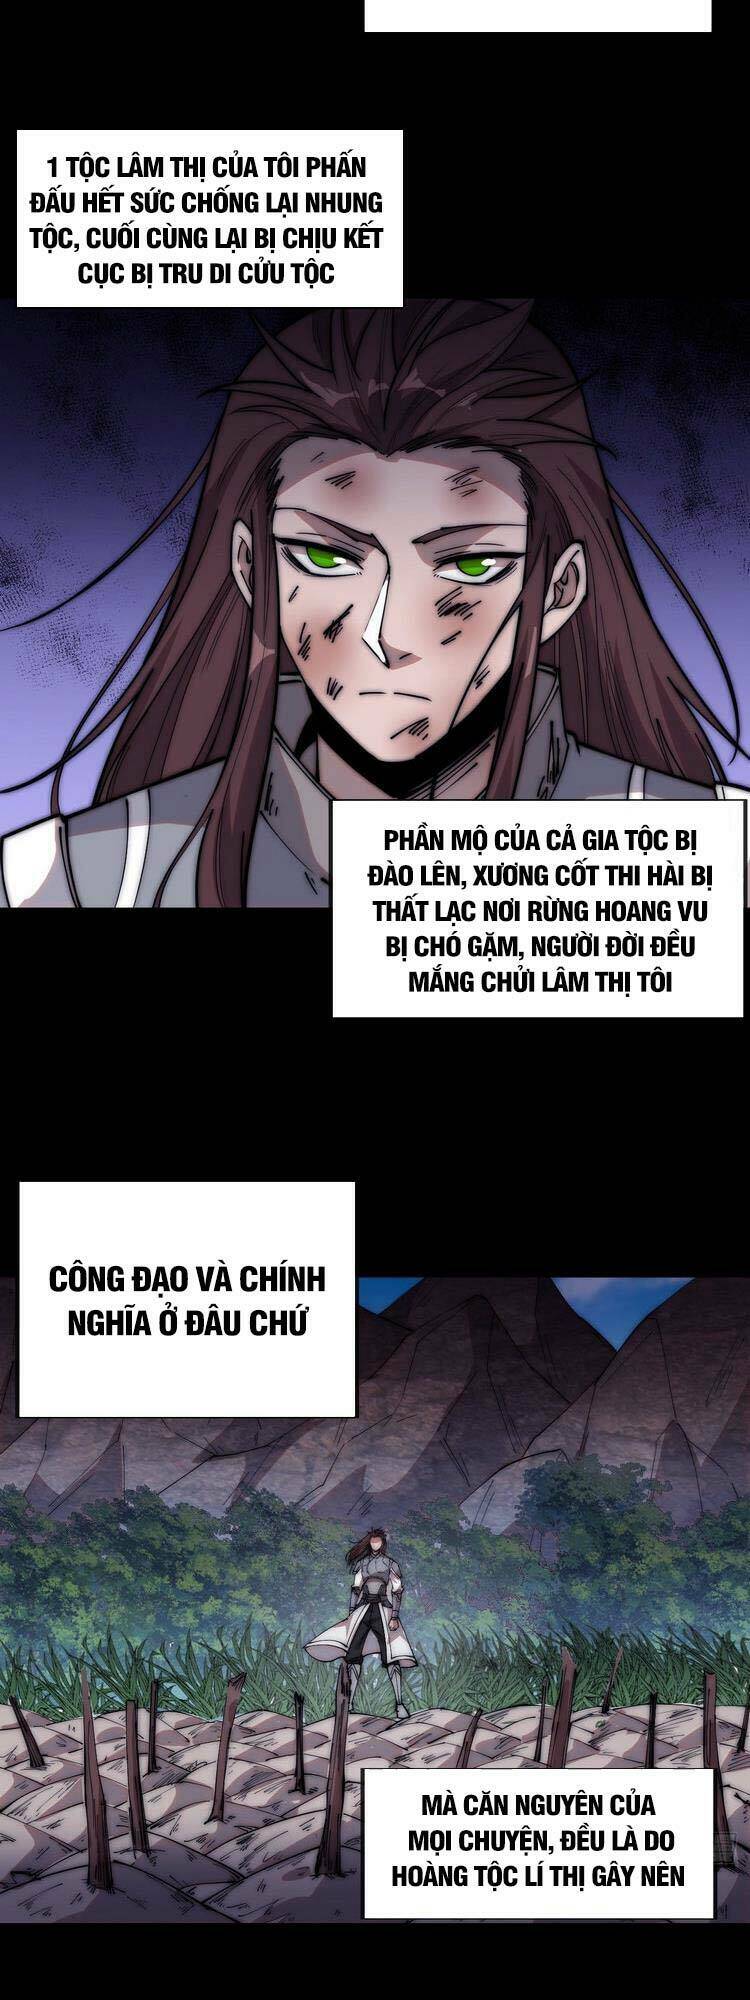 1 TỘC LÂM THỊ CỦA TÔI PHẤN
ĐẤU HẾT SỨC CHỐNG LẠI NHUNG
TỘC, CUỐI CÙNG LẠI BỊ CHỊU KẾT
CỤC BỊ TRU DI CỬU TỘC
PHẦN MỘ CỦA CẢ GIA TỘC BỊ
ĐÀO LÊN, XƯƠNG CỐT THI HÀI BỊ
THẤT LẠC NƠI RỪNG HOANG VU
BỊ CHÓ GẶM, NGƯỜI ĐỜI ĐỀU
MẮNG CHỬI LÂM THỊ TÔI
CÔNG ĐẠO VÀ CHÍNH
NGHĨA Ở ĐÂU CHỨ
MÀ CĂN NGUYÊN CỦA
MỌI CHUYỆN, ĐỀU LÀ DO
HOÀNG TỘC LÍ THỊ GÂY NÊN